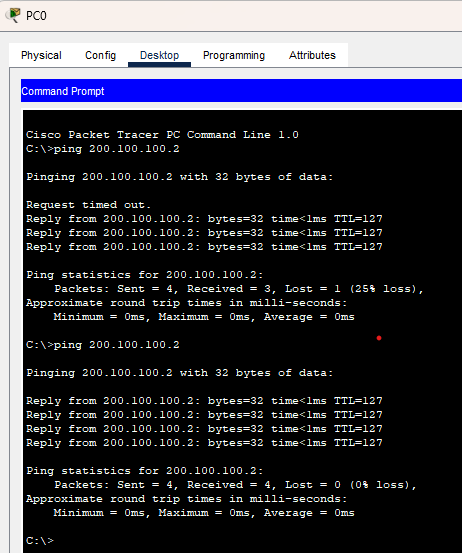 PC0
Physical Config Desktop Programming Attributes
Command Prompt
Cisco Packet Tracer PC Command Line 1.0
C:\>ping 200.100.100.2
Pinging 200.100.100.2 with 32 bytes of data:
Request timed out.
Reply from 200.100.100.2: bytes=32 time<1ms TTL=127
Reply from 200.100.100.2: bytes=32 time<1ms TTL=127
Reply from 200.100.100.2: bytes=32 time<1ms TTL=127
Ping statistics for 200.100.100.2:
Packets: Sent = 4, Received = 3, Lost = 1 (25% loss),
Approximate round trip times in milli-seconds:
Minimum = 0ms, Maximum = 0ms, Average = 0ms
C:\>ping 200.100.100.2
Pinging 200.100.100.2 with 32 bytes of data:
Reply from 200.100.100.2: bytes=32 time<1ms TTL=127
Reply from 200.100.100.2: bytes=32 time<1ms TTL=127
Reply from 200.100.100.2: bytes=32 time<1ms TTL=127
Reply from 200.100.100.2: bytes=32 time<1ms TTL=127
Ping statistics for 200.100.100.2:
Packets: Sent = 4, Received = 4, Lost = 0 (0% loss),
Approximate round trip times in milli-seconds:
Minimum = 0ms, Maximum = 0ms, Average = 0ms
C:\>